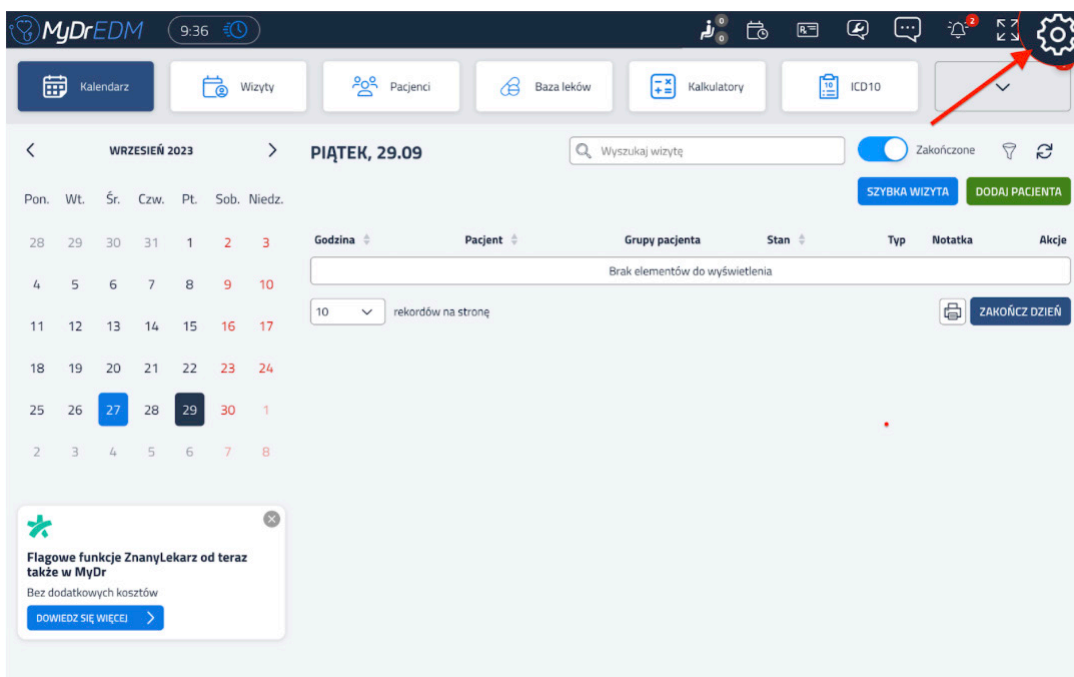 MyDrEDM 9:36 0 0 2
Kalendarz Wizyty Pacjenci Baza leków Kalkulatory 10 ICD10
WRZESIEŃ 2023
Pon. Wt. Śr. Czw. Pt. Sob. Niedz.
28 29 30 31 1 2 3
4 5 6 7 8 9 10
11 12 13 14 15 16 17
18 19 20 21 22 23 24
25 26 27 28 29 30 1
2 3 4 5 6 7 8
PIĄTEK, 29.09 Wyszukaj wizytę Zakończone
SZYBKA WIZYTA DODAJ PACJENTA
Godzina Pacjent Grupy pacjenta Stan Typ Notatka Akcje
Brak elementów do wyświetlenia
10 rekordów na stronę ZAKOŃCZ DZIEŃ
Flagowe funkcje ZnanyLekarz od teraz
także w MyDr
Bez dodatkowych kosztów
DOWIEDZ SIĘ WIĘCEJ